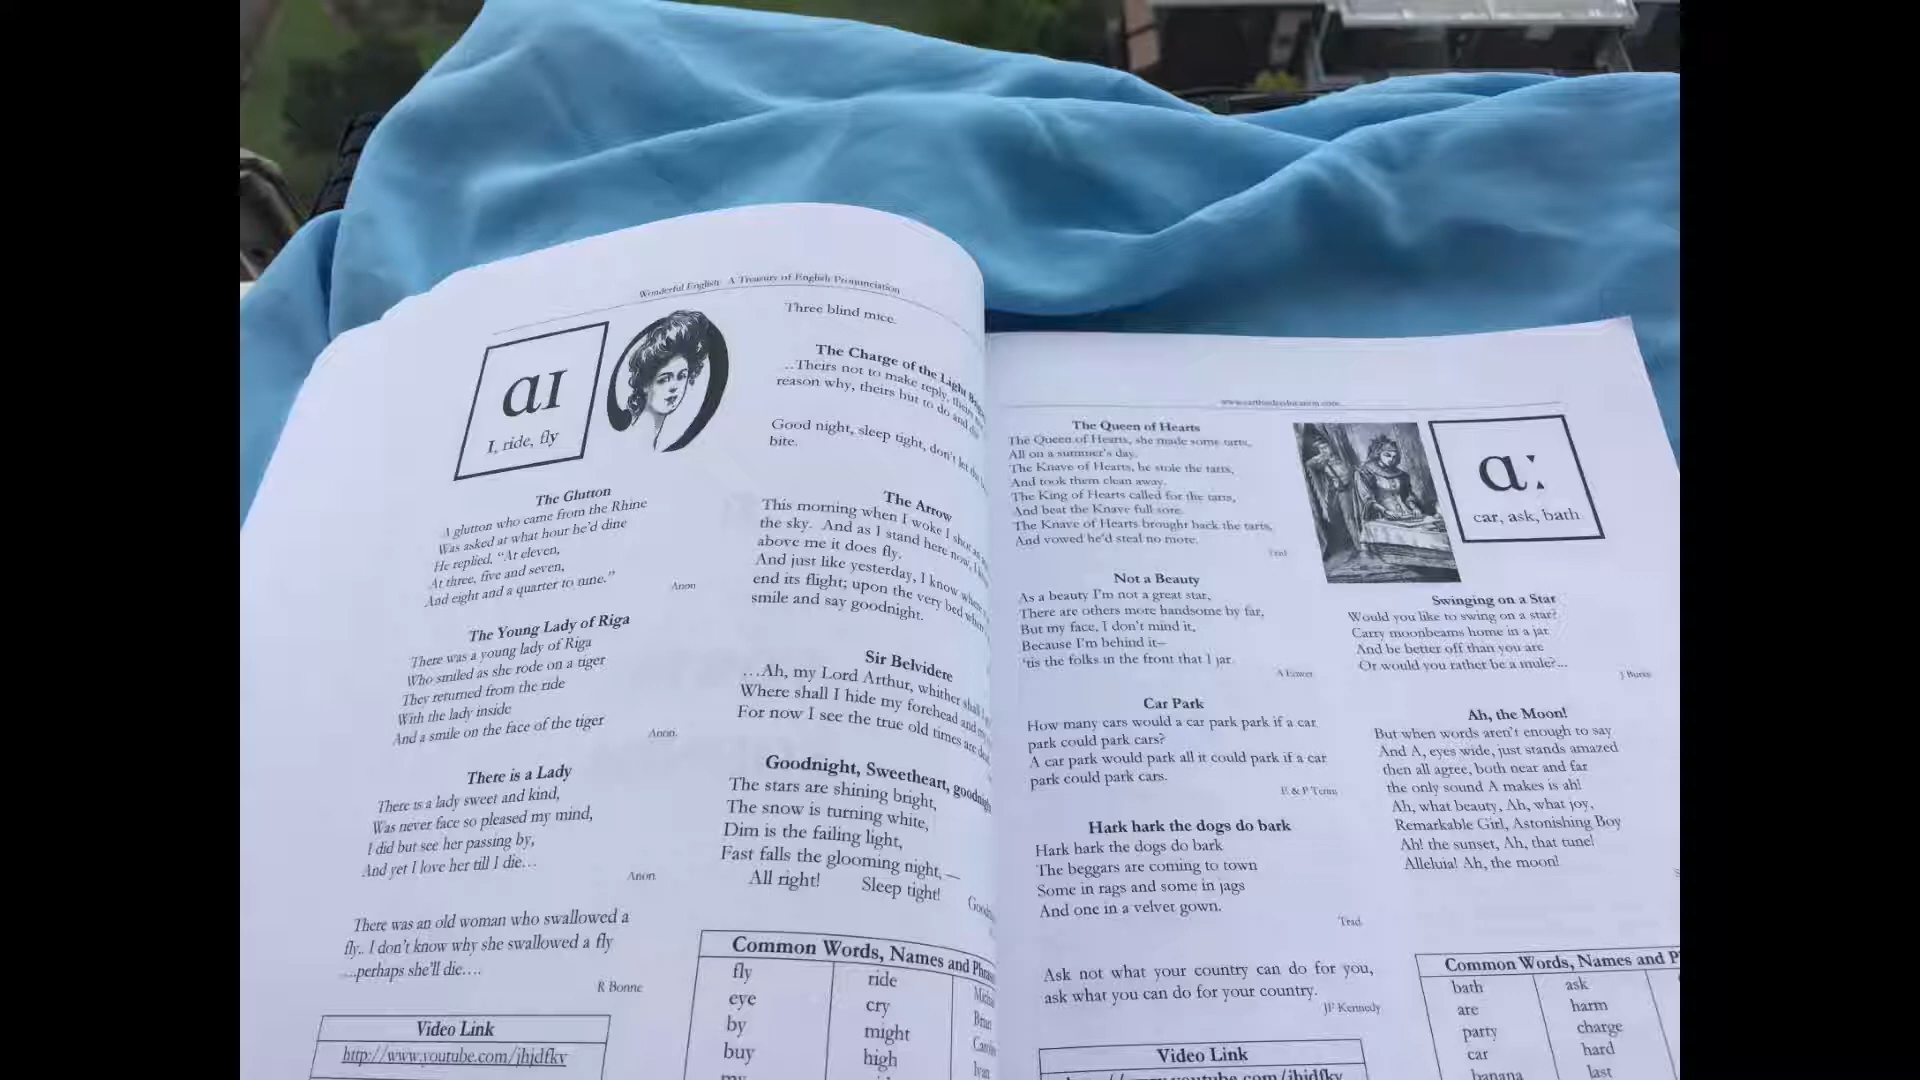 Wonderful English A Treasury of English Pronunciation
ɑɪ
I, ride, fly
The Glutton
A glutton who came from the Rhine
Was asked at what hour he'd dine
He replied, "At eleven,
At three, five and seven,
And eight and a quarter to nine."
Anon
The Young Lady of Riga
There was a young lady of Riga
Who smiled as she rode on a tiger
They returned from the ride
With the lady inside
And a smile on the face of the tiger
Anon.
There is a Lady
There is a lady sweet and kind,
Was never face so pleased my mind,
I did but see her passing by,
And yet I love her till I die…
Anon
There was an old woman who swallowed a
fly.. I don't know why she swallowed a fly
…perhaps she'll die….
R Bonne
Video Link
http://www.youtube.com/jhjdfkv
Three blind mice.
The Charge of the Light
…Theirs not to make reply, theirs
reason why, theirs but to do and
Good night, sleep tight, don't let
bite.
The Arrow
This morning when I woke I shot
the sky. And as I stand here now, I
above me it does fly.
And just like yesterday, I know where
end its flight; upon the very bed when
smile and say goodnight.
Sir Belvidere
…Ah, my Lord Arthur, whither shall I
Where shall I hide my forehead and
For now I see the true old times are
Goodnight, Sweetheart, goodnight
The stars are shining bright,
The snow is turning white,
Dim is the failing light,
Fast falls the glooming night,—
All right! Sleep tight!
Common Words, Names and
fly ride
eye cry
by might Brian
buy high Ivan
The Queen of Hearts
The Queen of Hearts, she made some tarts,
All on a summer's day.
The Knave of Hearts, he stole the tarts,
And took them clean away.
The King of Hearts called for the tarts,
And beat the Knave full sore.
The Knave of Hearts brought back the tarts,
And vowed he'd steal no more.
Trad
Not a Beauty
As a beauty I'm not a great star,
There are others more handsome by far,
But my face, I don't mind it,
Because I'm behind it—
'tis the folks in the front that I jar.
Car Park
How many cars would a car park park if a car
park could park cars?
A car park would park all it could park if a car
park could park cars.
Hark hark the dogs do bark
Hark hark the dogs do bark
The beggars are coming to town
Some in rags and some in jags
And one in a velvet gown.
Trad.
Ask not what your country can do for you,
ask what you can do for your country.
JF Kennedy
Video Link
ɑː
car, ask, bath
Swinging on a Star
Would you like to swing on a star?
Carry moonbeams home in a jar
And be better off than you are
Or would you rather be a mule?...
J Burke
Ah, the Moon!
But when words aren't enough to say
And A, eyes wide, just stands amazed
then all agree, both near and far
the only sound A makes is ah!
Ah, what beauty, Ah, what joy,
Remarkable Girl, Astonishing Boy
Ah! the sunset, Ah, that tune!
Alleluia! Ah, the moon!
Common Words, Names and P
bath ask
are harm
party charge
car hard
banana last